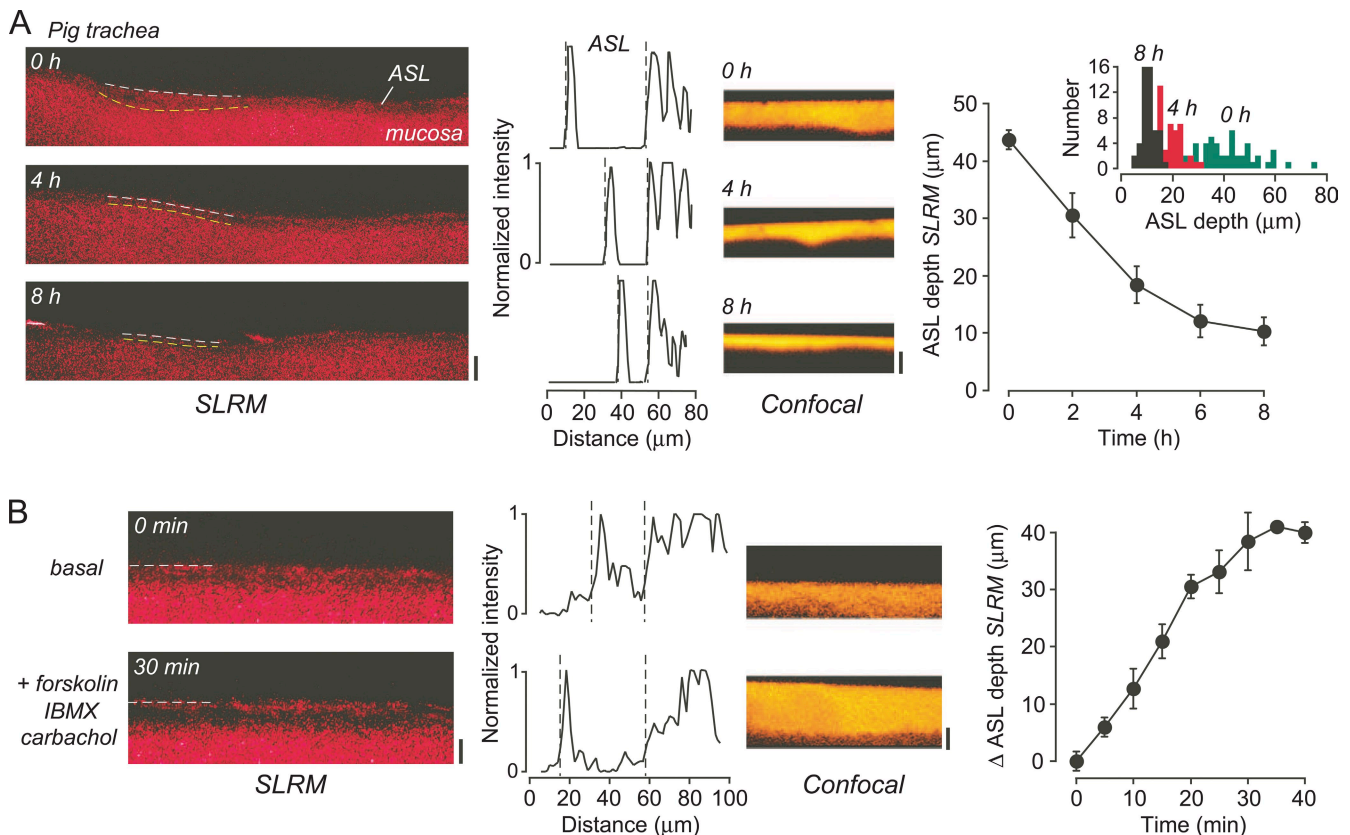 A
Pig trachea
0 h
ASL
mucosa
4 h
8 h
SLRM
ASL
Normalized intensity
1
0
0 20 40 60 80
Distance (μm)
0 h
4 h
8 h
Confocal
ASL depth SLRM (μm)
50
40
30
20
10
0
0 2 4 6 8
Time (h)
Number
16
12
8
4
0
8 h
4 h
0 h
0 20 40 60 80
ASL depth (μm)
B
basal
0 min
+ forskolin
IBMX
carbachol
30 min
SLRM
Normalized intensity
1
0
Normalized intensity
1
0
0 20 40 60 80 100
Distance (μm)
Confocal
Δ ASL depth SLRM (μm)
40
30
20
10
0
0 10 20 30 40
Time (min)